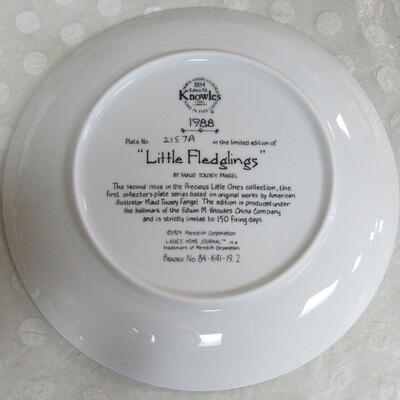 1854
Edwin M.
Knowles
1988
Plate No. 2157A in the limited edition of
"Little Fledglings"
BY MAUD TOUSEY FANGEL
The second issue in the Precious Little Ones collection, the
first collector's plate series based on original works by American
illustrator Maud Tousey Fangel. The edition is produced under
the hallmark of the Edwin M. Knowles China Company
and is strictly limited to 150 firing days.
©1924 Meredith Corporation
LADIES HOME JOURNAL™ is a
trademark of Meredith Corporation.
Bradex No 84-K41-19.2